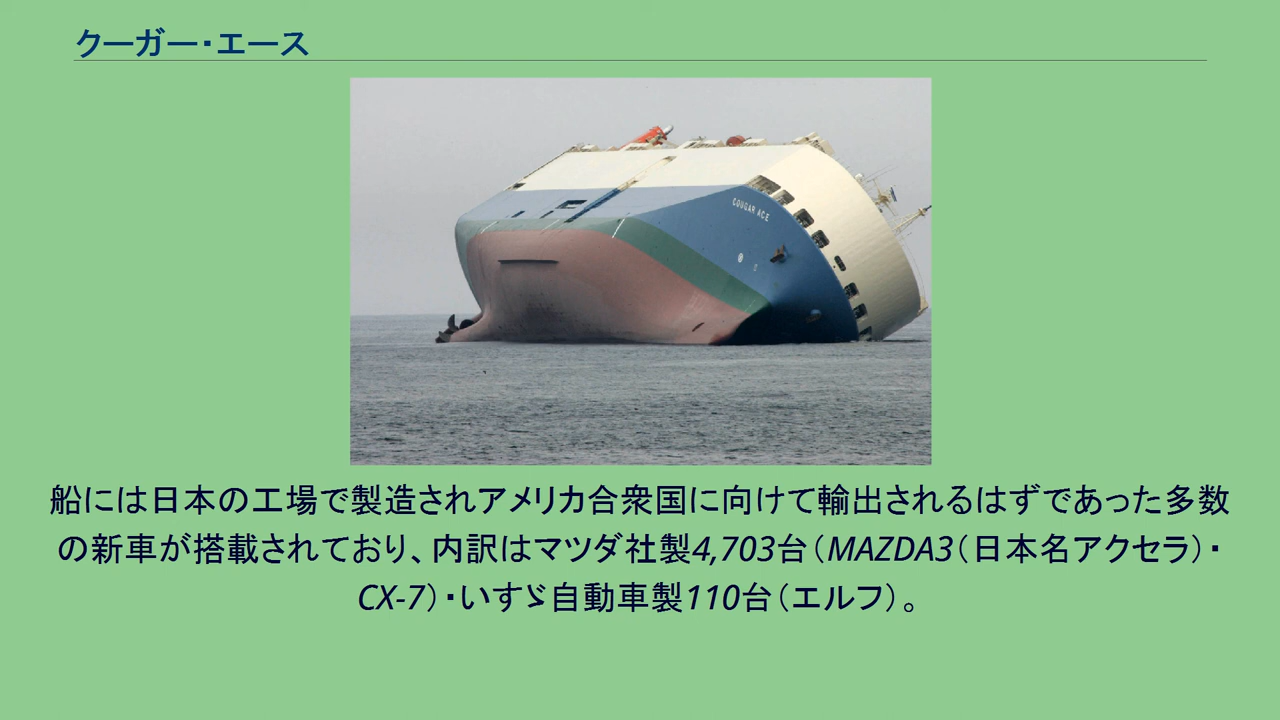 クーガー・エース
COUGAR ACE
船には日本の工場で製造されアメリカ合衆国に向けて輸出されるはずであった多数
の新車が搭載されており、内訳はマツダ社製4,703台（MAZDA3（日本名アクセラ）・
CX-7）・いすゞ自動車製110台（エルフ）。